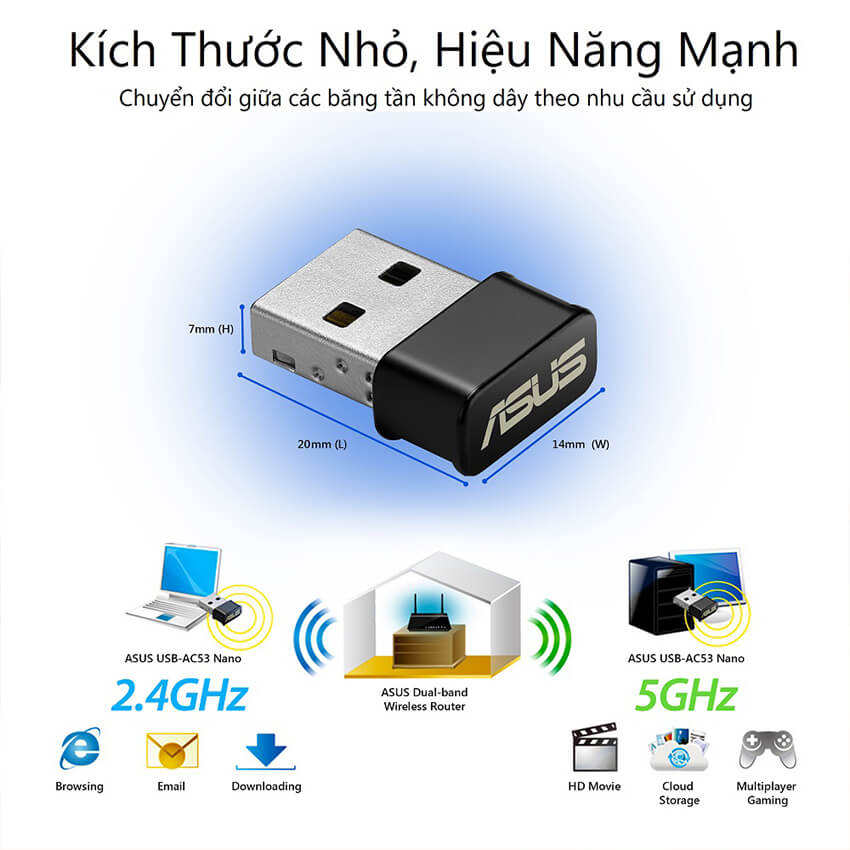 Kích Thước Nhỏ, Hiệu Năng Mạnh
Chuyển đổi giữa các băng tần không dây theo nhu cầu sử dụng
7mm (H)
20mm (L)
14mm (W)
ASUS
ASUS USB-AC53 Nano
2.4GHz
ASUS Dual-band
Wireless Router
ASUS USB-AC53 Nano
5GHz
Browsing
Email
Downloading
HD Movie
Cloud
Storage
Multiplayer
Gaming